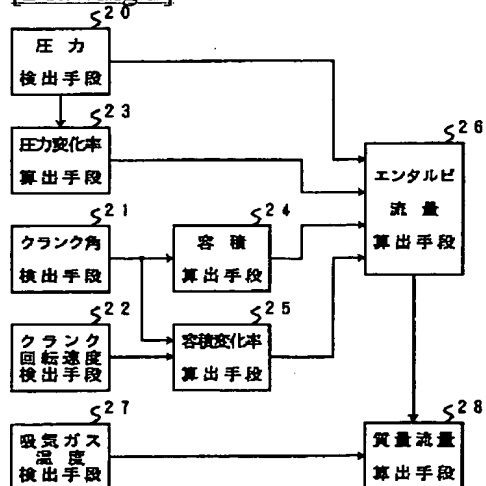 20
圧力
検出手段
23
圧力変化率
算出手段
26
エンタルピ
流量
算出手段
21
クランク角
検出手段
24
容積
算出手段
22
クランク
回転速度
検出手段
25
容積変化率
算出手段
27
吸気ガス
温度
検出手段
28
質量流量
算出手段